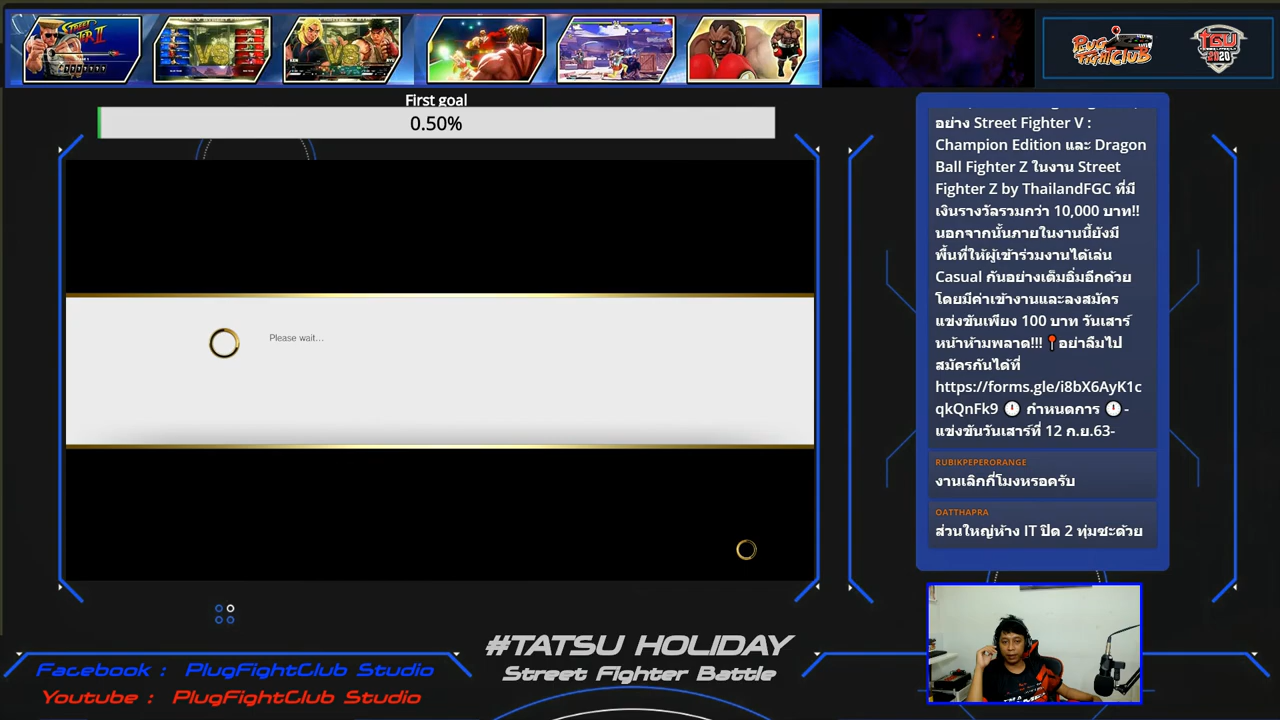 PLUG
FIGHTCLUB
TGU
2020
First goal
0.50%
Please wait...
อย่าง Street Fighter V :
Champion Edition และ Dragon
Ball Fighter Z ในงาน Street
Fighter Z by ThailandFGC ที่มี
เงินรางวัลรวมกว่า 10,000 บาท!!
นอกจากนั้นภายในงานนี้ยังมี
พื้นที่ให้ผู้เข้าร่วมงานได้เล่น
Casual กันอย่างเต็มอิ่มอีกด้วย
โดยมีค่าเข้างานและลงสมัคร
แข่งขันเพียง 100 บาท วันเสาร์
หน้าห้ามพลาด!!! 📍อย่าลืมไป
สมัครกันได้ที่
https://forms.gle/i8bX6AyK1c
qkQnFk9 🕛 กำหนดการ 🕛-
แข่งขันวันเสาร์ที่ 12 ก.ย.63-
RUBIKPEPERORANGE
งานเลิกกี่โมงหรอครับ
OATTHAPRA
ส่วนใหญ่ห้าง IT ปิด 2 ทุ่มซะด้วย
#TATSU HOLIDAY
Street Fighter Battle
Facebook : PlugFightClub Studio
Youtube : PlugFightClub Studio